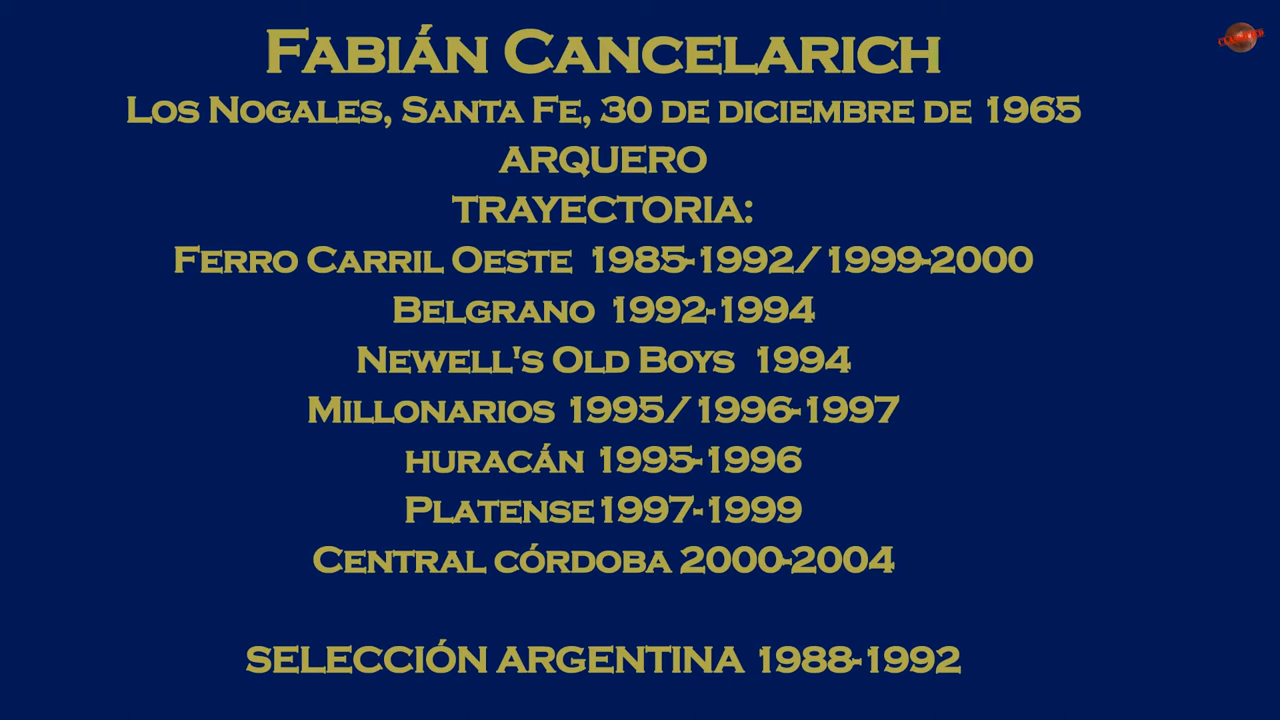 Fabián Cancelarich
Los Nogales, Santa Fe, 30 de diciembre de 1965
ARQUERO
TRAYECTORIA:
Ferro Carril Oeste 1985-1992/1999-2000
Belgrano 1992-1994
Newell's Old Boys 1994
Millonarios 1995/1996-1997
huracán 1995-1996
Platense 1997-1999
Central córdoba 2000-2004
SELECCIÓN ARGENTINA 1988-1992